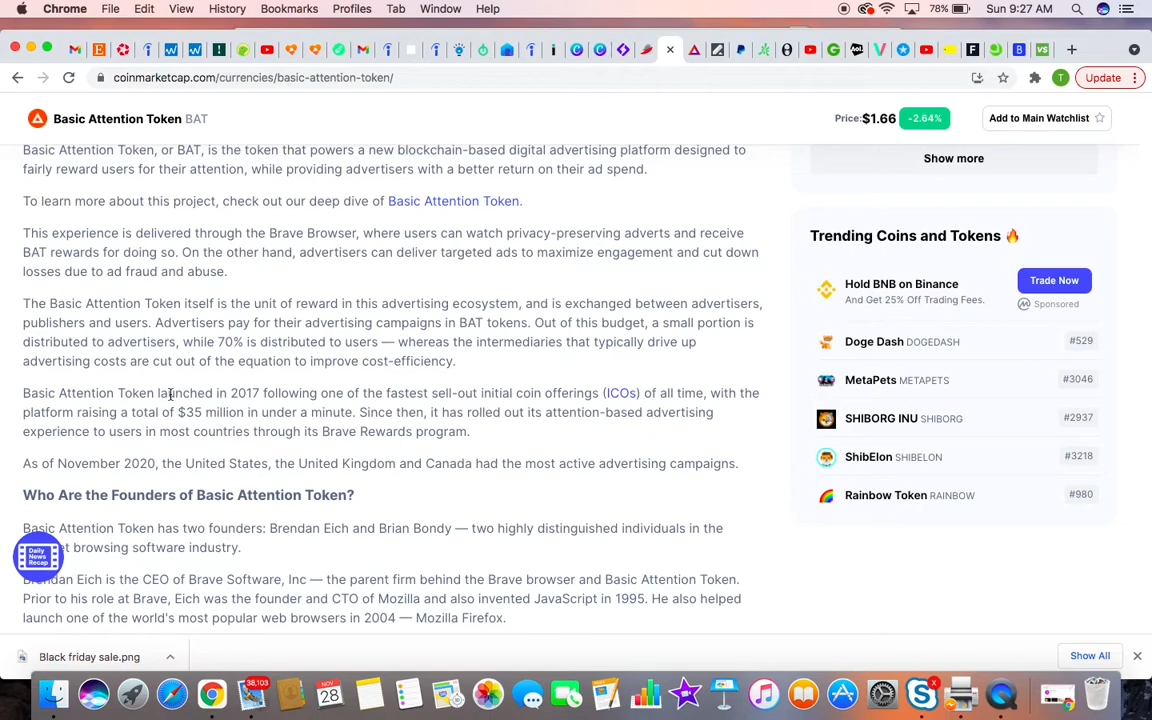 Chrome File Edit View History Bookmarks Profiles Tab Window Help 78% Sun 9:27 AM
coinmarketcap.com/currencies/basic-attention-token/ T Update
Basic Attention Token BAT Price:$1.66 -2.64% Add to Main Watchlist
Basic Attention Token, or BAT, is the token that powers a new blockchain-based digital advertising platform designed to
fairly reward users for their attention, while providing advertisers with a better return on their ad spend.
To learn more about this project, check out our deep dive of Basic Attention Token.
This experience is delivered through the Brave Browser, where users can watch privacy-preserving adverts and receive
BAT rewards for doing so. On the other hand, advertisers can deliver targeted ads to maximize engagement and cut down
losses due to ad fraud and abuse.
The Basic Attention Token itself is the unit of reward in this advertising ecosystem, and is exchanged between advertisers,
publishers and users. Advertisers pay for their advertising campaigns in BAT tokens. Out of this budget, a small portion is
distributed to advertisers, while 70% is distributed to users — whereas the intermediaries that typically drive up
advertising costs are cut out of the equation to improve cost-efficiency.
Basic Attention Token launched in 2017 following one of the fastest sell-out initial coin offerings (ICOs) of all time, with the
platform raising a total of $35 million in under a minute. Since then, it has rolled out its attention-based advertising
experience to users in most countries through its Brave Rewards program.
As of November 2020, the United States, the United Kingdom and Canada had the most active advertising campaigns.
Who Are the Founders of Basic Attention Token?
Basic Attention Token has two founders: Brendan Eich and Brian Bondy — two highly distinguished individuals in the
browsing software industry.
Brendan Eich is the CEO of Brave Software, Inc — the parent firm behind the Brave browser and Basic Attention Token.
Prior to his role at Brave, Eich was the founder and CTO of Mozilla and also invented JavaScript in 1995. He also helped
launch one of the world's most popular web browsers in 2004 — Mozilla Firefox.
Daily
News
Recap
Show more
Trending Coins and Tokens
Hold BNB on Binance
And Get 25% Off Trading Fees.
Trade Now
Sponsored
Doge Dash DOGEDASH #529
MetaPets METAPETS #3046
SHIBORG INU SHIBORG #2937
ShibElon SHIBELON #3218
Rainbow Token RAINBOW #980
Black friday sale.png Show All
38,103
NOV
28